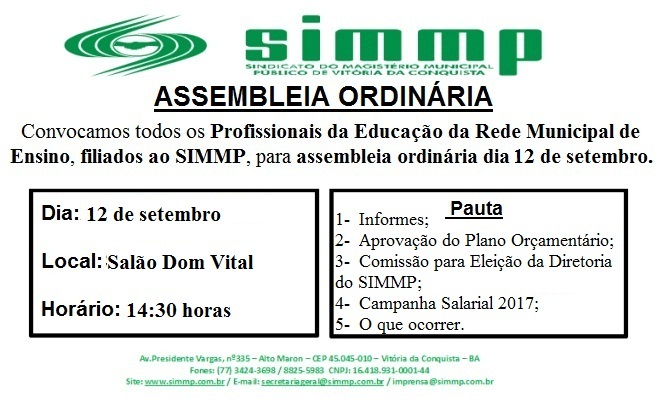 simmp
SINDICATO DO MAGISTÉRIO MUNICIPAL
PÚBLICO DE VITÓRIA DA CONQUISTA
ASSEMBLEIA ORDINÁRIA
Convocamos todos os Profissionais da Educação da Rede Municipal de
Ensino, filiados ao SIMMP, para assembleia ordinária dia 12 de setembro.
Dia: 12 de setembro
Local: Salão Dom Vital
Horário: 14:30 horas
Pauta
1- Informes;
2- Aprovação do Plano Orçamentário;
3- Comissão para Eleição da Diretoria
do SIMMP;
4- Campanha Salarial 2017;
5- O que ocorrer.
Av.Presidente Vargas, nº335 – Alto Maron – CEP 45.045-010 – Vitória da Conquista – BA
Fones: (77) 3424-3698 / 8825-5983 CNPJ: 16.418.931-0001-44
Site: www.simmp.com.br / E-mail: secretariageral@simmp.com.br / imprensa@simmp.com.br